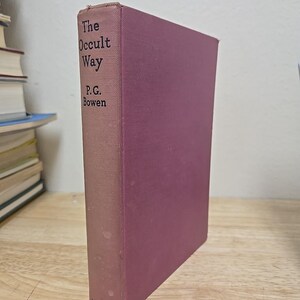 The
Occult
Way
P.G.
Bowen